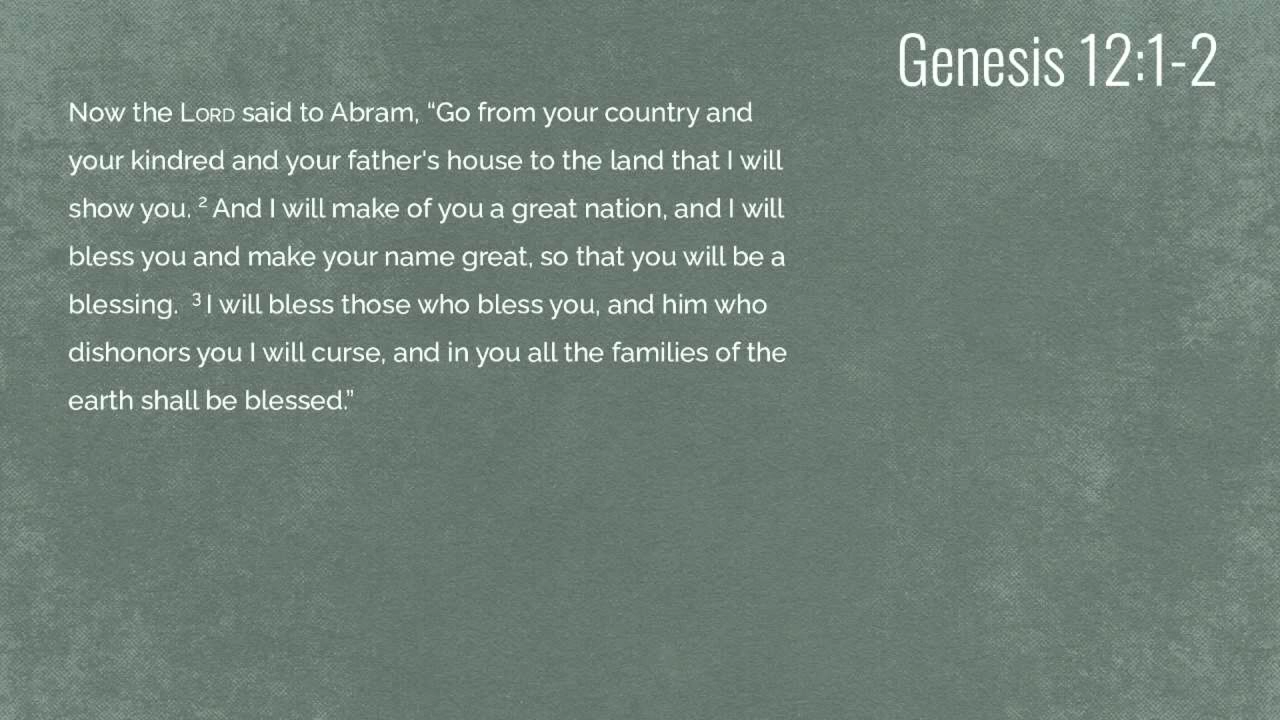 Genesis 12:1-2
Now the LORD said to Abram, “Go from your country and
your kindred and your father's house to the land that I will
show you. ² And I will make of you a great nation, and I will
bless you and make your name great, so that you will be a
blessing. ³ I will bless those who bless you, and him who
dishonors you I will curse, and in you all the families of the
earth shall be blessed.”